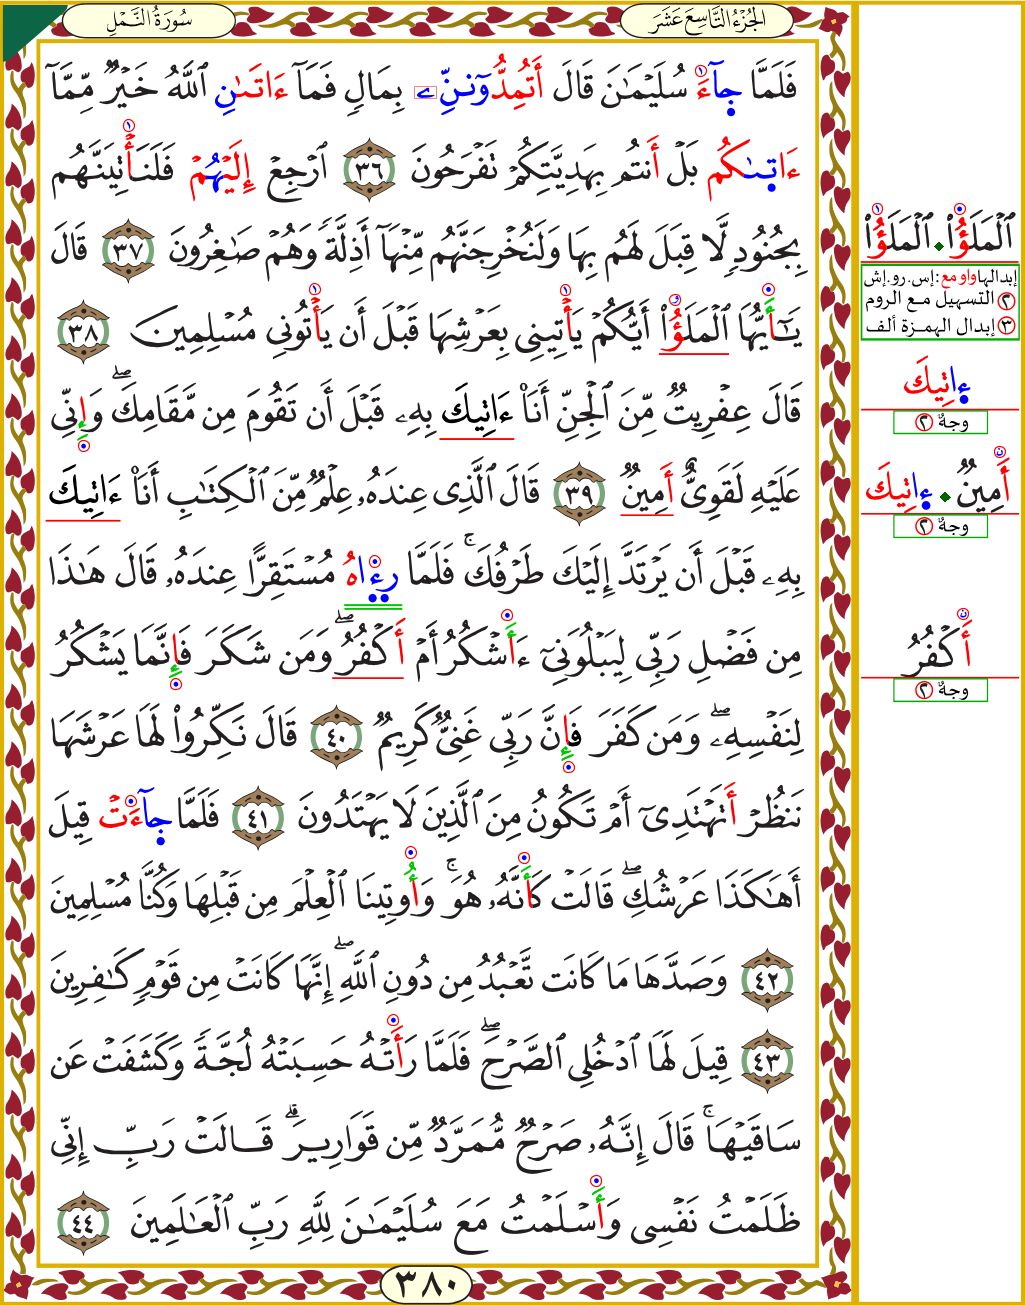 سُورَةُ النَّمْلِ
الجُزْءُ التَّاسِعَ عَشَرَ
فَلَمَّا جَآءَ سُلَيْمَٰنَ قَالَ أَتُمِدُّونَنِّے بِمَالٍ فَمَآ ءَاتَىٰنِ ٱللَّهُ خَيْرٌ مِّمَّآ
ءَاتَىٰكُم بَلْ أَنتُم بِهَدِيَّتِكُمْ تَفْرَحُونَ ٣٦ ٱرْجِعْ إِلَيْهُمْ فَلَنَأْتِيَنَّهُم
بِجُنُودٍ لَّا قِبَلَ لَهُم بِهَا وَلَنُخْرِجَنَّهُم مِّنْهَآ أَذِلَّةً وَهُمْ صَٰغِرُونَ ٣٧ قَالَ
يَٰٓأَيُّهَا ٱلْمَلَؤُا۟ أَيُّكُمْ يَأْتِينِى بِعَرْشِهَا قَبْلَ أَن يَأْتُونِى مُسْلِمِينَ ٣٨
قَالَ عِفْرِيتٌ مِّنَ ٱلْجِنِّ أَنَا۠ ءَاتِيكَ بِهِۦ قَبْلَ أَن تَقُومَ مِن مَّقَامِكَ ۖ وَإِنِّى
عَلَيْهِ لَقَوِىٌّ أَمِينٌ ٣٩ قَالَ ٱلَّذِى عِندَهُۥ عِلْمٌ مِّنَ ٱلْكِتَٰبِ أَنَا۠ ءَاتِيكَ
بِهِۦ قَبْلَ أَن يَرْتَدَّ إِلَيْكَ طَرْفُكَ ۚ فَلَمَّا رِءَاهُ مُسْتَقِرًّا عِندَهُۥ قَالَ هَٰذَا
مِن فَضْلِ رَبِّى لِيَبْلُوَنِىٓ ءَأَشْكُرُ أَمْ أَكْفُرُ ۖ وَمَن شَكَرَ فَإِنَّمَا يَشْكُرُ
لِنَفْسِهِۦ ۖ وَمَن كَفَرَ فَإِنَّ رَبِّى غَنِىٌّ كَرِيمٌ ٤٠ قَالَ نَكِّرُوا۟ لَهَا عَرْشَهَا
نَنظُرْ أَتَهْتَدِىٓ أَمْ تَكُونُ مِنَ ٱلَّذِينَ لَا يَهْتَدُونَ ٤١ فَلَمَّا جَآءَتْ قِيلَ
أَهَٰكَذَا عَرْشُكِ ۖ قَالَتْ كَأَنَّهُۥ هُوَ ۚ وَأُوتِينَا ٱلْعِلْمَ مِن قَبْلِهَا وَكُنَّا مُسْلِمِينَ
٤٢ وَصَدَّهَا مَا كَانَت تَّعْبُدُ مِن دُونِ ٱللَّهِ ۖ إِنَّهَا كَانَتْ مِن قَوْمٍ كَٰفِرِينَ
٤٣ قِيلَ لَهَا ٱدْخُلِى ٱلصَّرْحَ ۖ فَلَمَّا رَأَتْهُ حَسِبَتْهُ لُجَّةً وَكَشَفَتْ عَن
سَاقَيْهَا ۚ قَالَ إِنَّهُۥ صَرْحٌ مُّمَرَّدٌ مِّن قَوَارِيرَ ۗ قَالَتْ رَبِّ إِنِّى
ظَلَمْتُ نَفْسِى وَأَسْلَمْتُ مَعَ سُلَيْمَٰنَ لِلَّهِ رَبِّ ٱلْعَٰلَمِينَ ٤٤
٣٨٠
ٱلْمَلَؤُا۟ ٱلْمَلَؤُا۟
إبدالها واو مع: إس. رو. إش
٢ التسهيل مع الروم
٣ إبدال الهمزة ألف
ءِاتِيكَ
وجهٌ ٢
أَمِينٌ ءِاتِيكَ
وجهٌ ٢
أَكْفُرُ
وجهٌ ٢